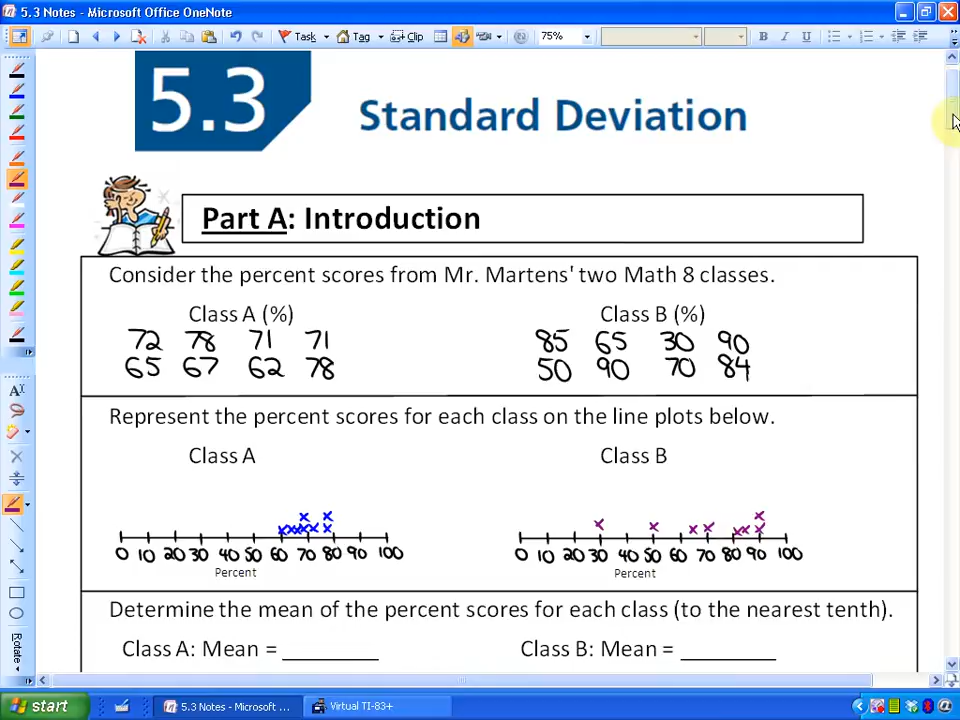 5.3 Notes - Microsoft Office OneNote
Task Tag Clip 75% B I U
5.3 Standard Deviation
Part A: Introduction
Consider the percent scores from Mr. Martens' two Math 8 classes.
Class A (%) Class B (%)
72 78 71 71 85 65 30 90
65 67 62 78 50 90 70 84
Represent the percent scores for each class on the line plots below.
Class A Class B
x x x
x x x x x x x x x x x x x x
0 10 20 30 40 50 60 70 80 90 100 0 10 20 30 40 50 60 70 80 90 100
Percent Percent
Determine the mean of the percent scores for each class (to the nearest tenth).
Class A: Mean = ________ Class B: Mean = ________
A
Rotate
start 5.3 Notes - Microsoft ... Virtual TI-83+